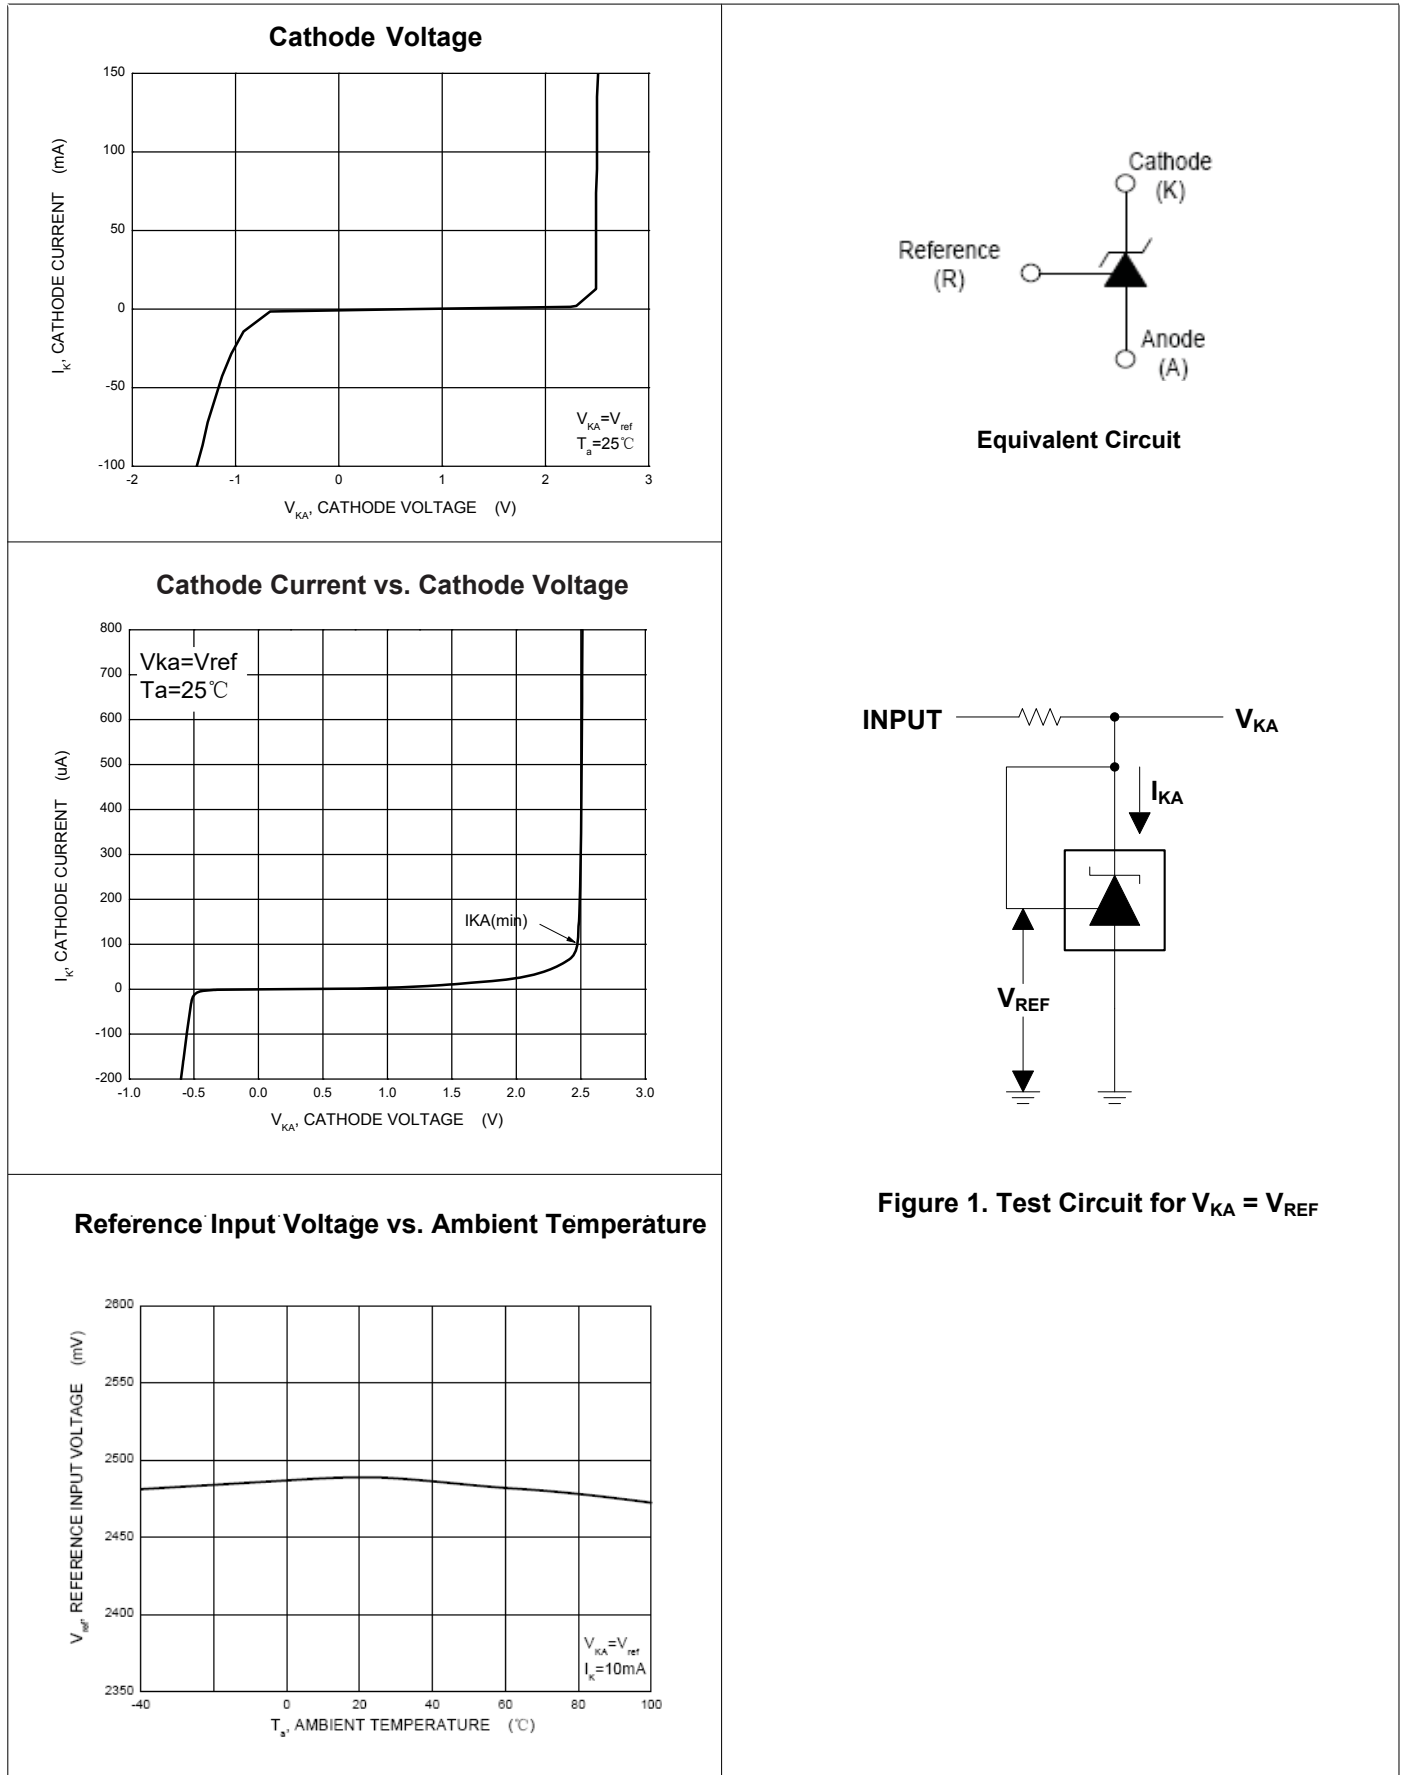 Cathode Voltage
150
100
50
0
-50
-100
-2 -1 0 1 2 3
I_K, CATHODE CURRENT (mA)
V_KA, CATHODE VOLTAGE (V)
V_KA=V_ref
T_a=25℃
Cathode
(K)
Reference
(R)
Anode
(A)
Equivalent Circuit
Cathode Current vs. Cathode Voltage
800
700
600
500
400
300
200
100
0
-100
-200
-1.0 -0.5 0.0 0.5 1.0 1.5 2.0 2.5 3.0
I_K, CATHODE CURRENT (uA)
V_KA, CATHODE VOLTAGE (V)
Vka=Vref
Ta=25℃
IKA(min)
INPUT
V_KA
I_KA
V_REF
Figure 1. Test Circuit for V_KA = V_REF
Reference Input Voltage vs. Ambient Temperature
2600
2550
2500
2450
2400
2350
-40 0 20 40 60 80 100
V_ref, REFERENCE INPUT VOLTAGE (mV)
T_a, AMBIENT TEMPERATURE (℃)
V_KA=V_ref
I_K=10mA